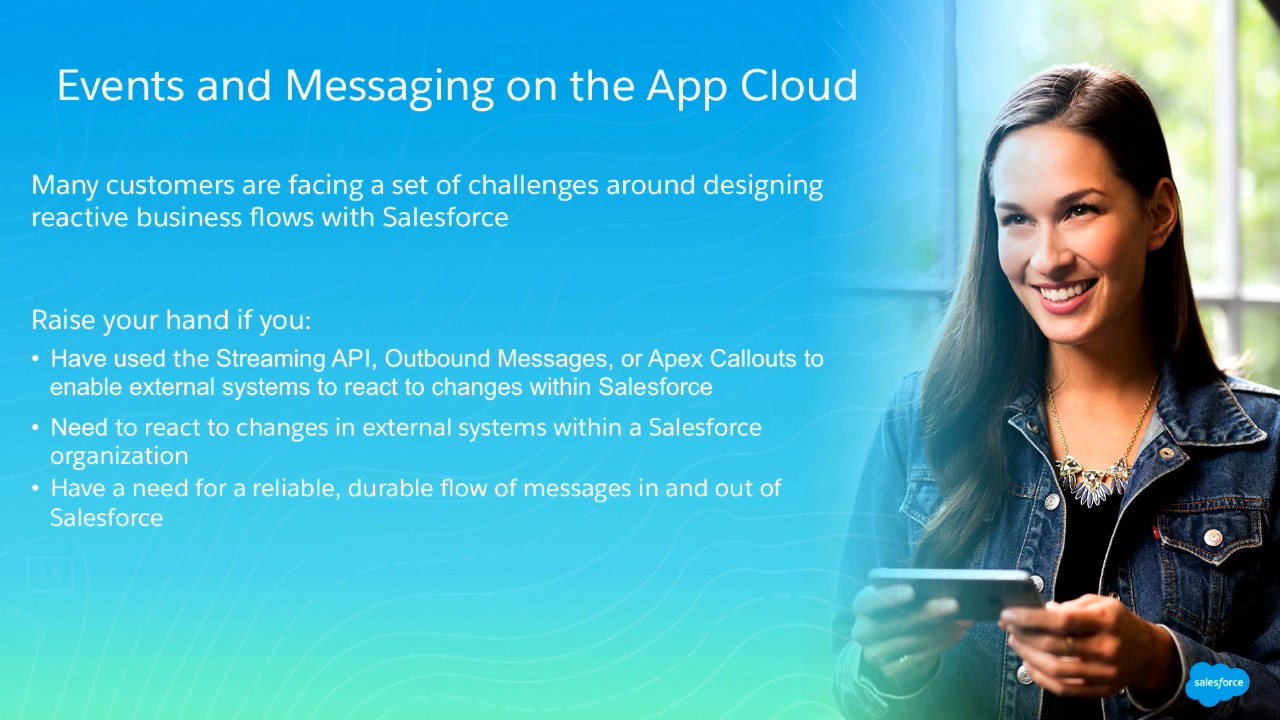 Events and Messaging on the App Cloud
Many customers are facing a set of challenges around designing
reactive business flows with Salesforce
Raise your hand if you:
• Have used the Streaming API, Outbound Messages, or Apex Callouts to
enable external systems to react to changes within Salesforce
• Need to react to changes in external systems within a Salesforce
organization
• Have a need for a reliable, durable flow of messages in and out of
Salesforce
16
salesforce